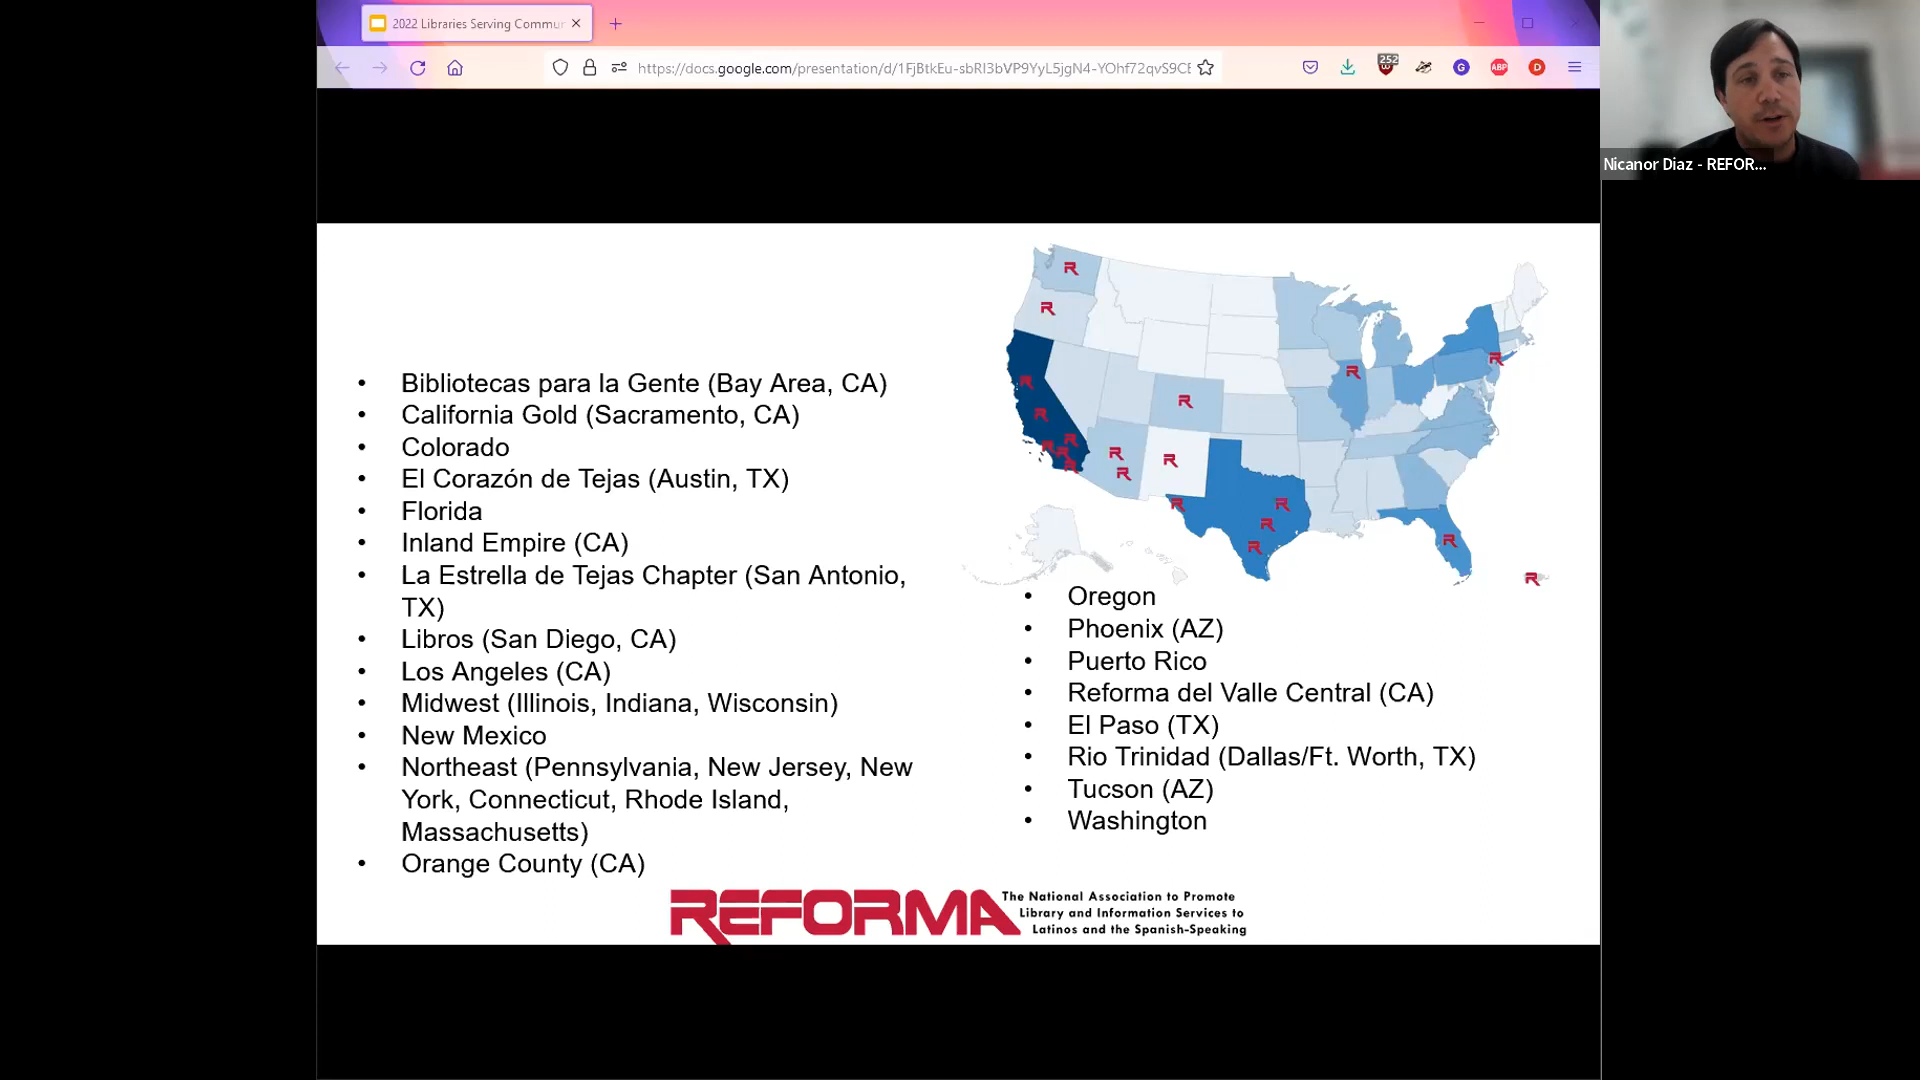 2022 Libraries Serving Commun
https://docs.google.com/presentation/d/1FjBtkEu-sbRI3bVP9YyL5jgN4-YOhf72qvS9CE
252
G
ABP
D
Nicanor Diaz - REFOR...
• Bibliotecas para la Gente (Bay Area, CA)
• California Gold (Sacramento, CA)
• Colorado
• El Corazón de Tejas (Austin, TX)
• Florida
• Inland Empire (CA)
• La Estrella de Tejas Chapter (San Antonio,
TX)
• Libros (San Diego, CA)
• Los Angeles (CA)
• Midwest (Illinois, Indiana, Wisconsin)
• New Mexico
• Northeast (Pennsylvania, New Jersey, New
York, Connecticut, Rhode Island,
Massachusetts)
• Orange County (CA)
• Oregon
• Phoenix (AZ)
• Puerto Rico
• Reforma del Valle Central (CA)
• El Paso (TX)
• Rio Trinidad (Dallas/Ft. Worth, TX)
• Tucson (AZ)
• Washington
REFORMA
The National Association to Promote
Library and Information Services to
Latinos and the Spanish-Speaking